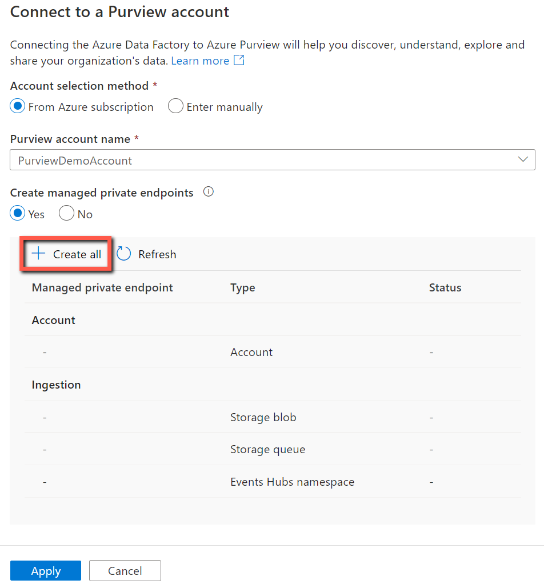 Connect to a Purview account
Connecting the Azure Data Factory to Azure Purview will help you discover, understand, explore and
share your organization's data. Learn more
Account selection method *
From Azure subscription Enter manually
Purview account name *
PurviewDemoAccount
Create managed private endpoints
Yes No
Create all Refresh
Managed private endpoint Type Status
Account
- Account -
Ingestion
- Storage blob -
- Storage queue -
- Events Hubs namespace -
Apply Cancel